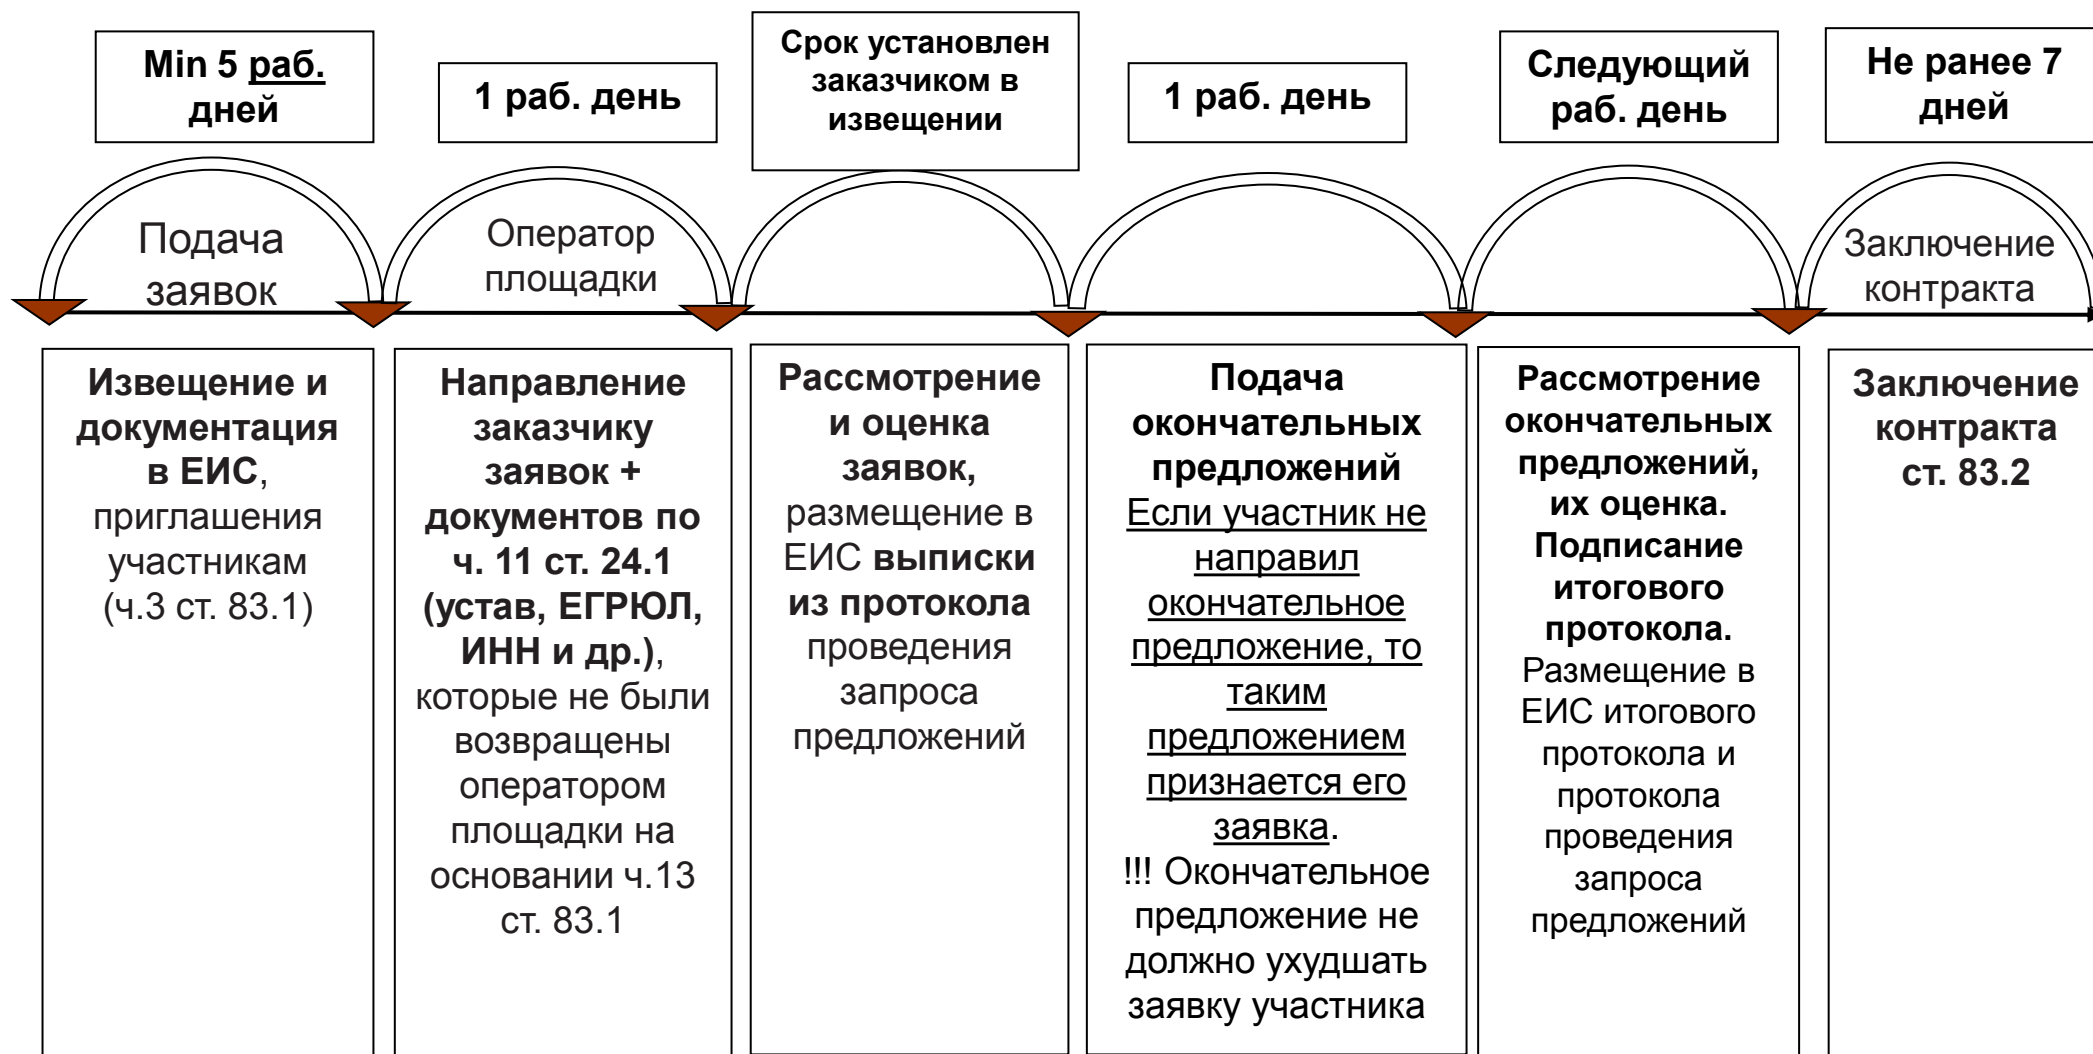 Min 5 раб.
дней
1 раб. день
Срок установлен
заказчиком в
извещении
1 раб. день
Следующий
раб. день
Не ранее 7
дней
Подача
заявок
Оператор
площадки
Заключение
контракта
Извещение и
документация
в ЕИС,
приглашения
участникам
(ч.3 ст. 83.1)
Направление
заказчику
заявок +
документов по
ч. 11 ст. 24.1
(устав, ЕГРЮЛ,
ИНН и др.),
которые не были
возвращены
оператором
площадки на
основании ч.13
ст. 83.1
Рассмотрение
и оценка
заявок,
размещение в
ЕИС выписки
из протокола
проведения
запроса
предложений
Подача
окончательных
предложений
Если участник не
направил
окончательное
предложение, то
таким
предложением
признается его
заявка.
!!! Окончательное
предложение не
должно ухудшать
заявку участника
Рассмотрение
окончательных
предложений,
их оценка.
Подписание
итогового
протокола.
Размещение в
ЕИС итогового
протокола и
протокола
проведения
запроса
предложений
Заключение
контракта
ст. 83.2